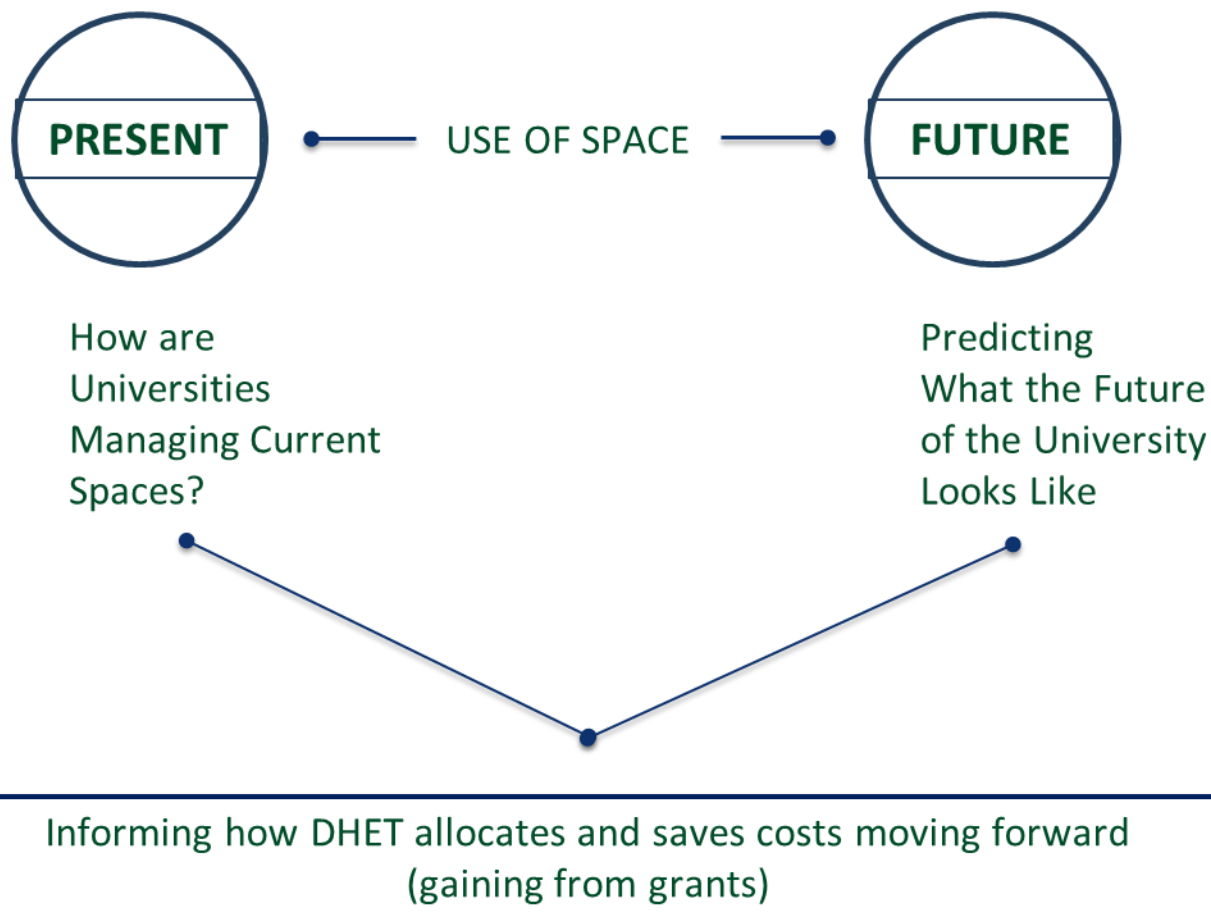 PRESENT
USE OF SPACE
FUTURE
How are
Universities
Managing Current
Spaces?
Predicting
What the Future
of the University
Looks Like
Informing how DHET allocates and saves costs moving forward
(gaining from grants)